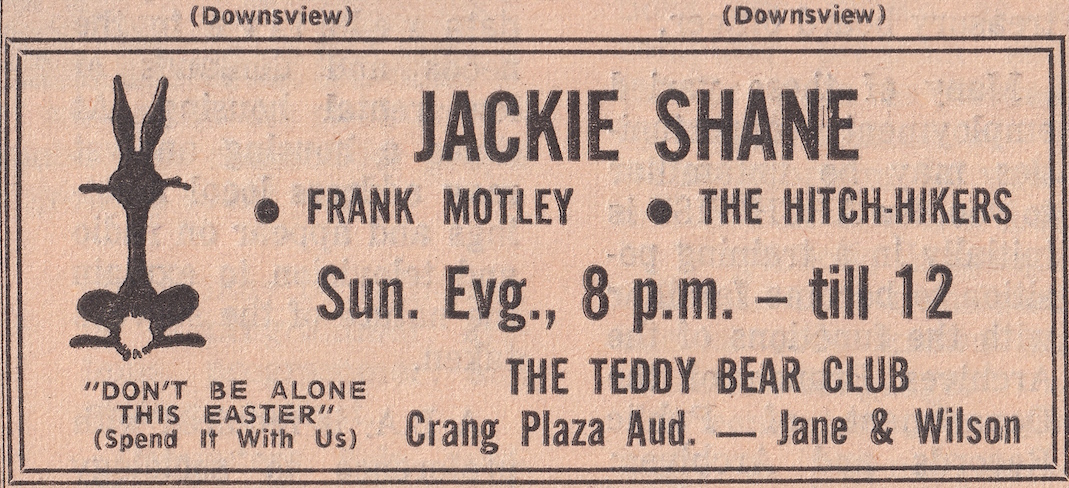 (Downsview) (Downsview)
JACKIE SHANE
● FRANK MOTLEY ● THE HITCH-HIKERS
Sun. Evg., 8 p.m. — till 12
THE TEDDY BEAR CLUB
Crang Plaza Aud. — Jane & Wilson
"DON'T BE ALONE
THIS EASTER"
(Spend It With Us)